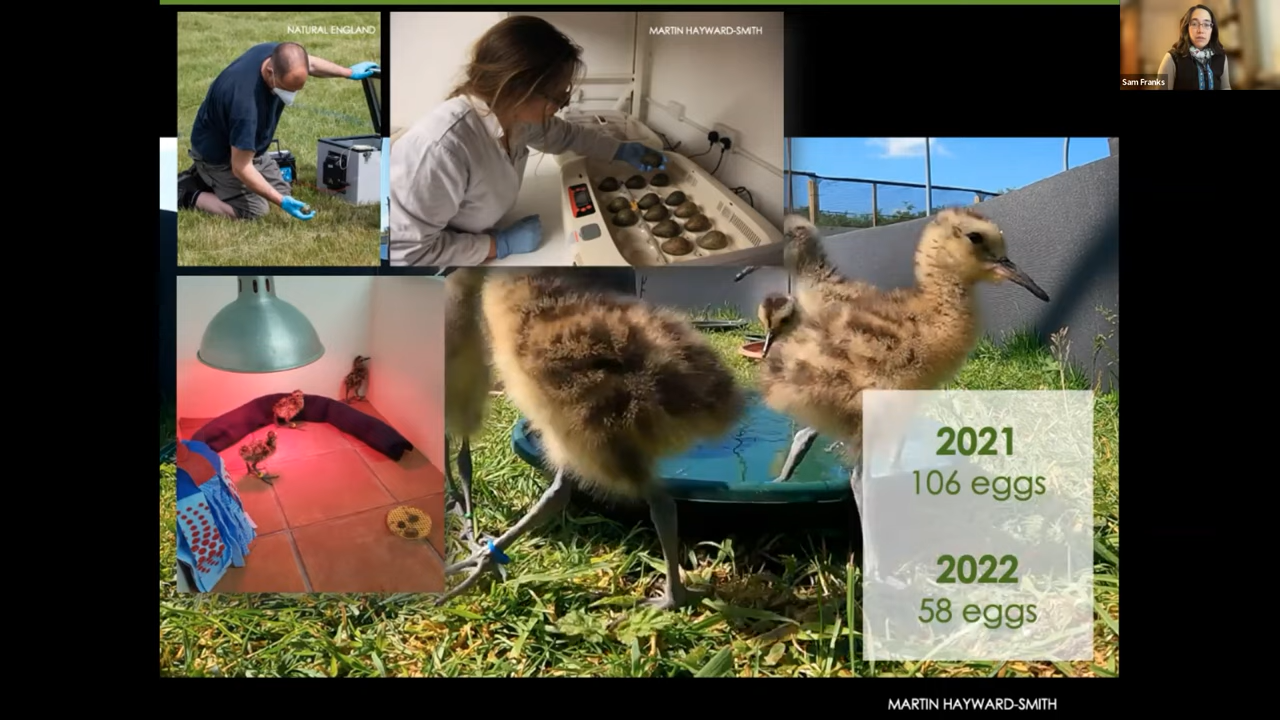 NATURAL ENGLAND
MARTIN HAYWARD-SMITH
Sam Franks
2021
106 eggs
2022
58 eggs
MARTIN HAYWARD-SMITH